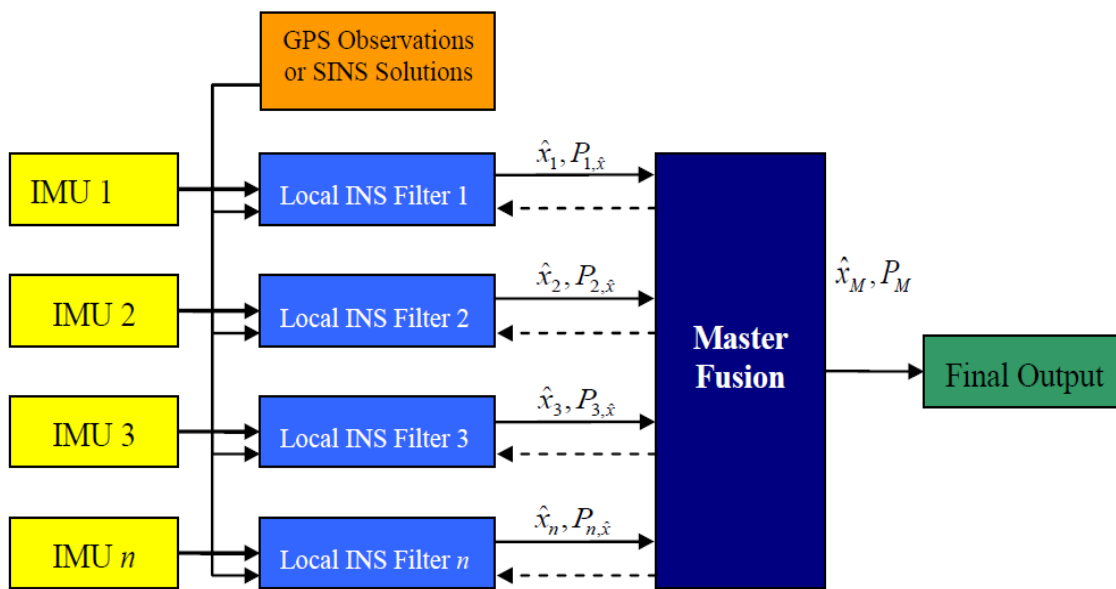 GPS Observations
or SINS Solutions
IMU 1
Local INS Filter 1
x̂₁, P₁,x̂
IMU 2
Local INS Filter 2
x̂₂, P₂,x̂
IMU 3
Local INS Filter 3
x̂₃, P₃,x̂
IMU n
Local INS Filter n
x̂ₙ, Pₙ,x̂
Master
Fusion
x̂_M, P_M
Final Output